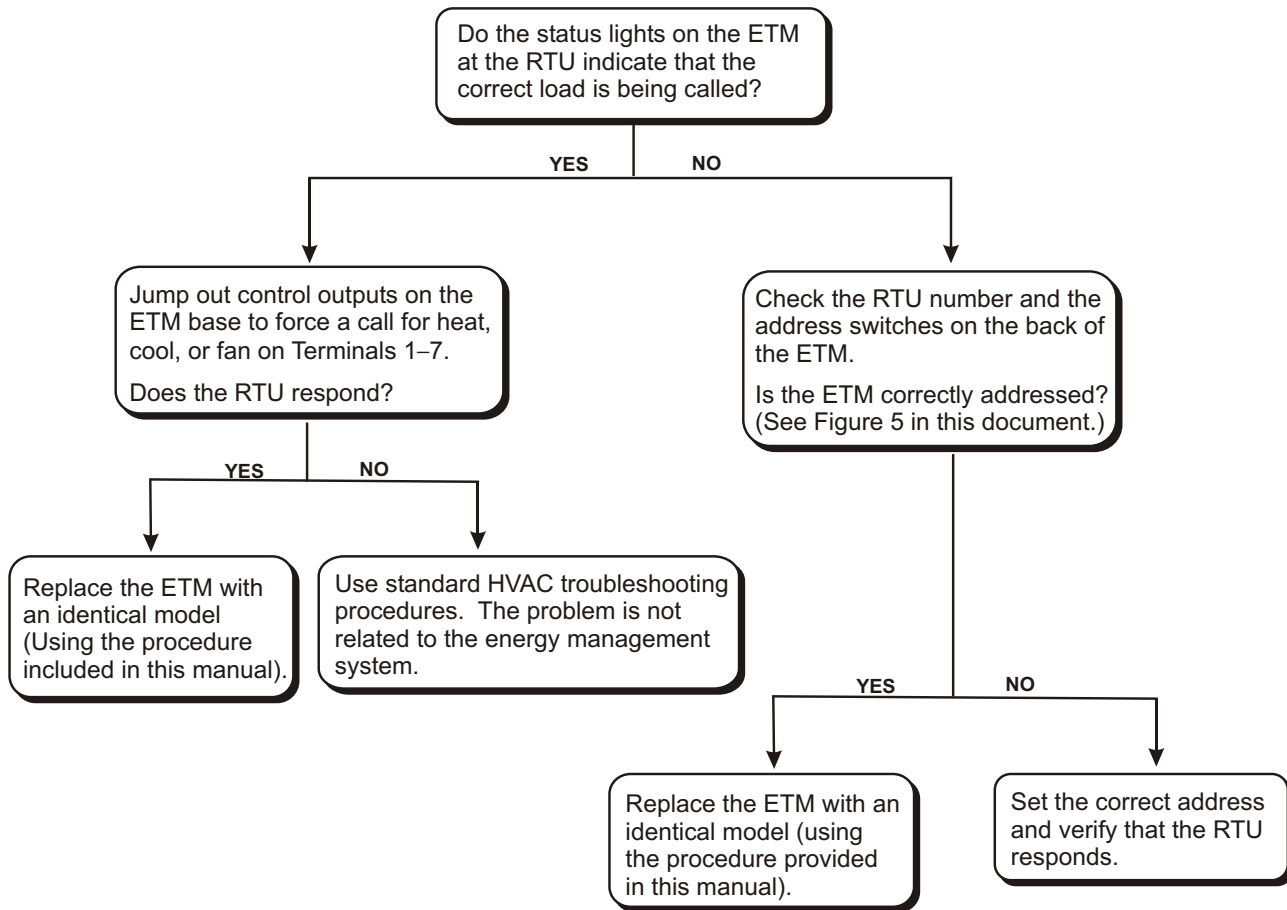 Do the status lights on the ETM
at the RTU indicate that the
correct load is being called?
YES
NO
Jump out control outputs on the
ETM base to force a call for heat,
cool, or fan on Terminals 1–7.
Does the RTU respond?
Check the RTU number and the
address switches on the back of
the ETM.
Is the ETM correctly addressed?
(See Figure 5 in this document.)
YES
NO
Replace the ETM with
an identical model
(Using the procedure
included in this manual).
Use standard HVAC troubleshooting
procedures.  The problem is not
related to the energy management
system.
YES
NO
Replace the ETM with an
identical model (using
the procedure provided
in this manual).
Set the correct address
and verify that the RTU
responds.